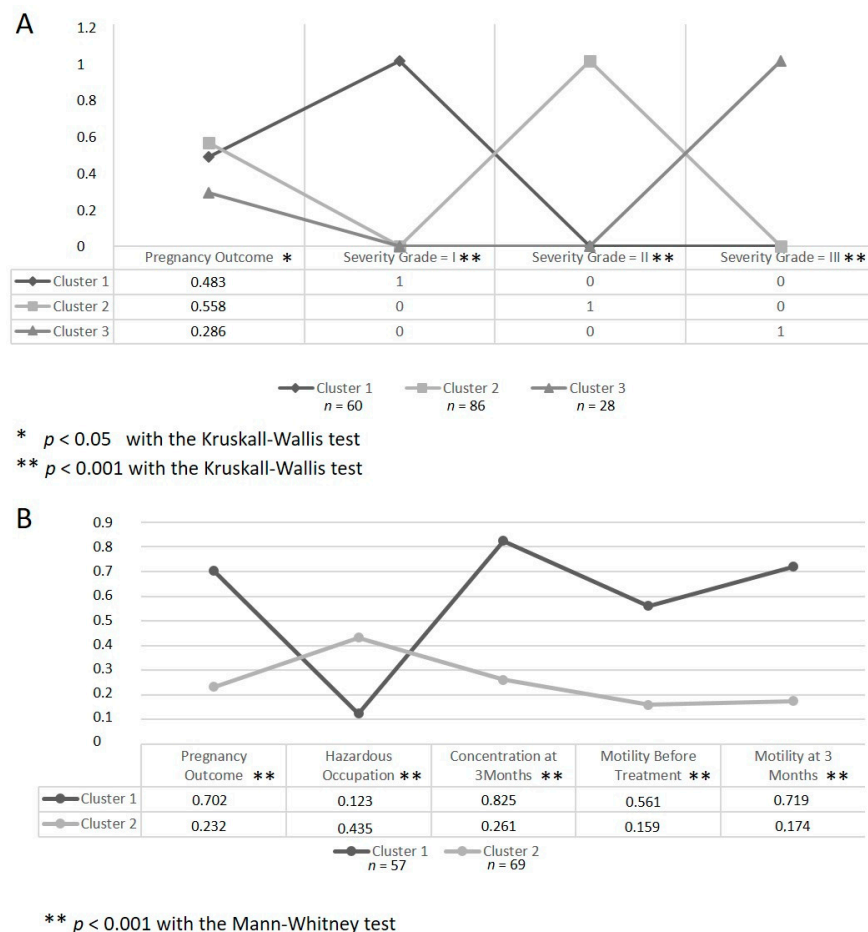 A
1.2
1
0.8
0.6
0.4
0.2
0
Pregnancy Outcome * Severity Grade = I ** Severity Grade = II ** Severity Grade = III **
Cluster 1 0.483 1 0 0
Cluster 2 0.558 0 1 0
Cluster 3 0.286 0 0 1
Cluster 1 Cluster 2 Cluster 3
n = 60 n = 86 n = 28
* p < 0.05 with the Kruskall-Wallis test
** p < 0.001 with the Kruskall-Wallis test
B
0.9
0.8
0.7
0.6
0.5
0.4
0.3
0.2
0.1
0
Pregnancy Hazardous Concentration at Motility Before Motility at 3
Outcome ** Occupation ** 3Months ** Treatment ** Months **
Cluster 1 0.702 0.123 0.825 0.561 0.719
Cluster 2 0.232 0.435 0.261 0.159 0,174
Cluster 1 Cluster 2
n = 57 n = 69
** p < 0.001 with the Mann-Whitney test